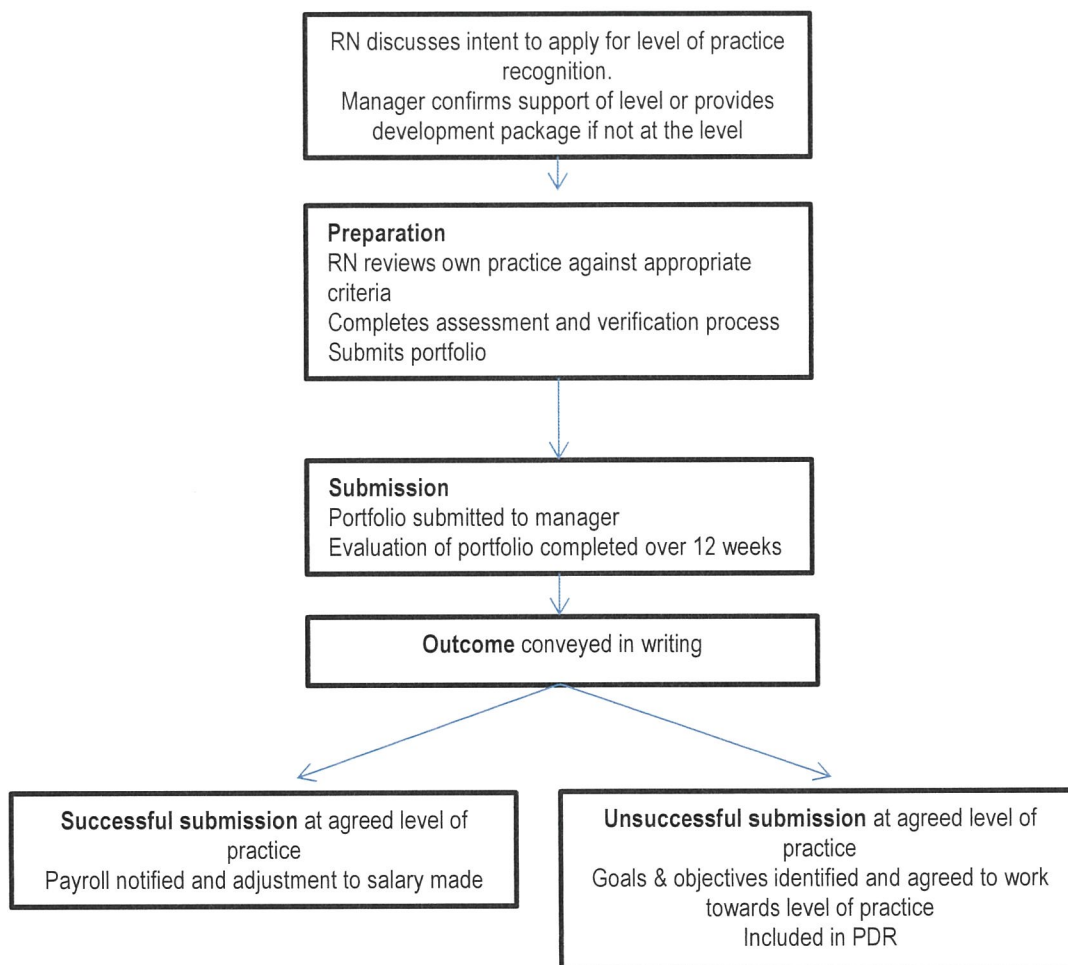 RN discusses intent to apply for level of practice
recognition.
Manager confirms support of level or provides
development package if not at the level
Preparation
RN reviews own practice against appropriate
criteria
Completes assessment and verification process
Submits portfolio
Submission
Portfolio submitted to manager
Evaluation of portfolio completed over 12 weeks
Outcome conveyed in writing
Successful submission at agreed level of
practice
Payroll notified and adjustment to salary made
Unsuccessful submission at agreed level of
practice
Goals & objectives identified and agreed to work
towards level of practice
Included in PDR